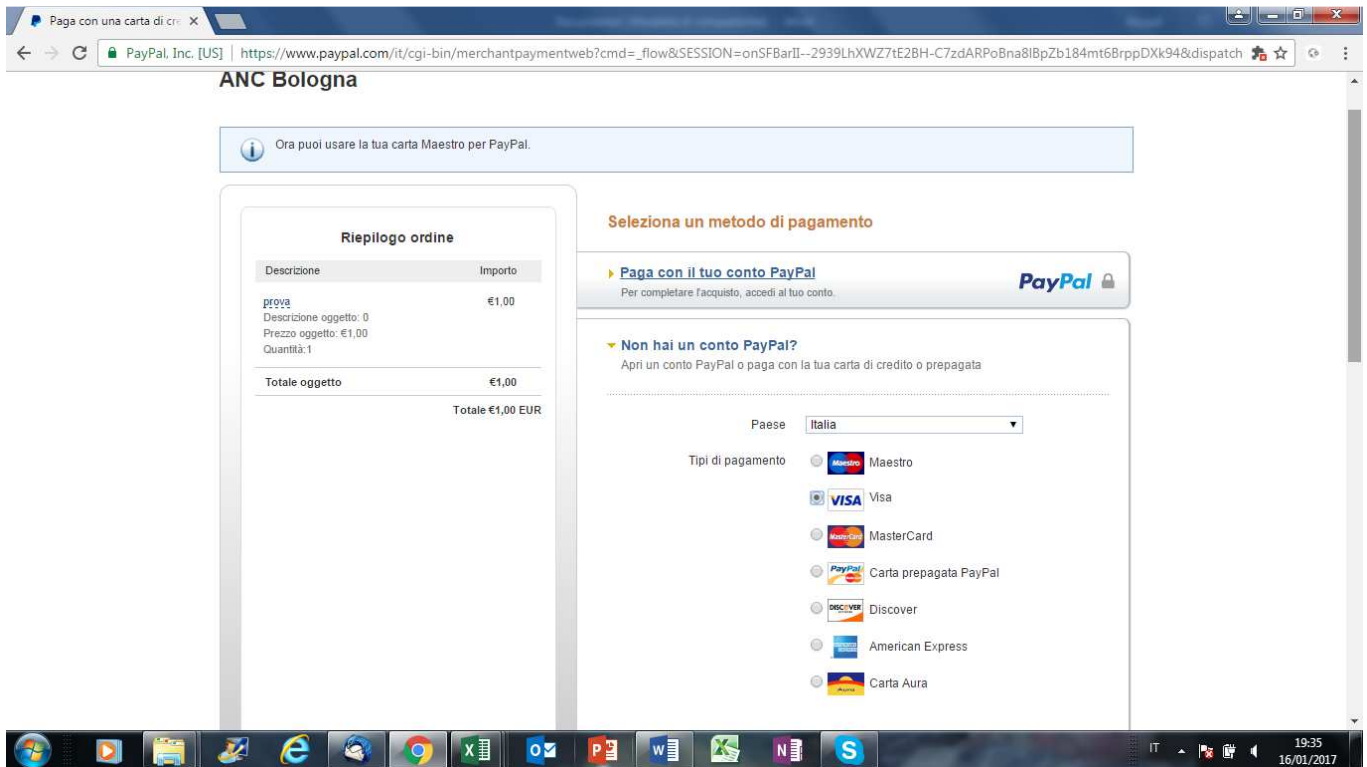 Paga con una carta di cre
PayPal, Inc. [US] | https://www.paypal.com/it/cgi-bin/merchantpaymentweb?cmd=_flow&SESSION=onSFBarII--2939LhXWZ7tE2BH-C7zdARPoBna8lBpZb184mt6BrppDXk94&dispatch
ANC Bologna
Ora puoi usare la tua carta Maestro per PayPal.
Riepilogo ordine
Descrizione Importo
prova €1,00
Descrizione oggetto: 0
Prezzo oggetto: €1,00
Quantità:1
Totale oggetto €1,00
Totale €1,00 EUR
Seleziona un metodo di pagamento
Paga con il tuo conto PayPal
Per completare l'acquisto, accedi al tuo conto.
PayPal
Non hai un conto PayPal?
Apri un conto PayPal o paga con la tua carta di credito o prepagata
Paese Italia
Tipi di pagamento
Maestro Maestro
VISA Visa
MasterCard MasterCard
PayPal Carta prepagata PayPal
DISCOVER Discover
American Express
Aura Carta Aura
IT
19:35
16/01/2017